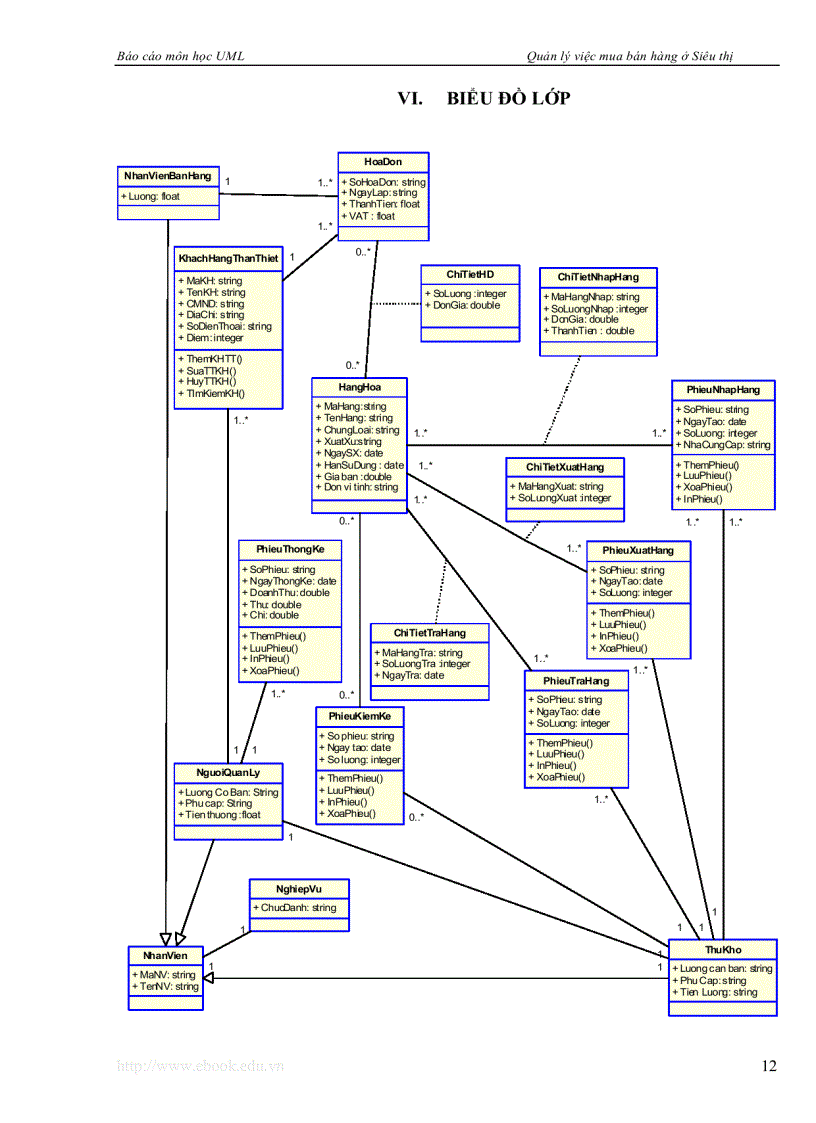 Báo cáo môn học UML
Quản lý việc mua bán hàng ở Siêu thị
VI. BIỂU ĐỒ LỚP
HoaDon
+ SoHoaDon: string
+ NgayLap: string
+ ThanhTien: float
+ VAT : float
NhanVienBanHang
+ Luong: float
1
1..*
1..*
1
0..*
KhachHangThanThiet
+ MaKH: string
+ TenKH: string
+ CMND: string
+ DiaChi: string
+ SoDienThoai: string
+ Diem: integer
+ ThemKHTT()
+ SuaTTKH()
+ HuyTTKH()
+ TImKiemKH()
1..*
ChiTietHD
+ SoLuong :integer
+ DonGia: double
ChiTietNhapHang
+ MaHangNhap: string
+ SoLuongNhap :integer
+ DonGia: double
+ ThanhTien : double
0..*
HangHoa
+ MaHang:string
+ TenHang: string
+ ChungLoai: string
+ XuatXu:string
+ NgaySX: date
+ HanSuDung : date
+ Gia ban :double
+ Don vi tinh: string
1..*
1..*
1..*
1..*
0..*
PhieuNhapHang
+ SoPhieu: string
+ NgayTao: date
+ SoLuong: integer
+ NhaCungCap: string
+ ThemPhieu()
+ LuuPhieu()
+ XoaPhieu()
+ InPhieu()
1..*
1..*
ChiTietXuatHang
+ MaHangXuat: string
+ SoLuongXuat :integer
1..*
PhieuXuatHang
+ SoPhieu: string
+ NgayTao:date
+ SoLuong: integer
+ ThemPhieu()
+ LuuPhieu()
+ InPhieu()
+ XoaPhieu()
1..*
PhieuThongKe
+ SoPhieu: string
+ NgayThongKe: date
+ DoanhThu: double
+ Thu: double
+ Chi: double
+ ThemPhieu()
+ LuuPhieu()
+ InPhieu()
+ XoaPhieu()
1..*
ChiTietTraHang
+ MaHangTra: string
+ SoLuongTra :integer
+ NgayTra: date
1..*
PhieuTraHang
+ SoPhieu: string
+ NgayTao: date
+ SoLuong: integer
+ ThemPhieu()
+ LuuPhieu()
+ InPhieu()
+ XoaPhieu()
1..*
0..*
PhieuKiemKe
+ So phieu: string
+ Ngay tao: date
+ So luong: integer
+ ThemPhieu()
+ LuuPhieu()
+ InPhieu()
+ XoaPhieu()
0..*
1
1
NguoiQuanLy
+ Luong Co Ban: String
+ Phu cap: String
+ Tien thuong :float
1
NghiepVu
+ ChucDanh: string
1
1
NhanVien
+ MaNV: string
+ TenNV: string
1
1
1
1
1
ThuKho
+ Luong can ban: string
+ Phu Cap: string
+ Tien Luong: string
1
http://www.ebook.edu.vn
12